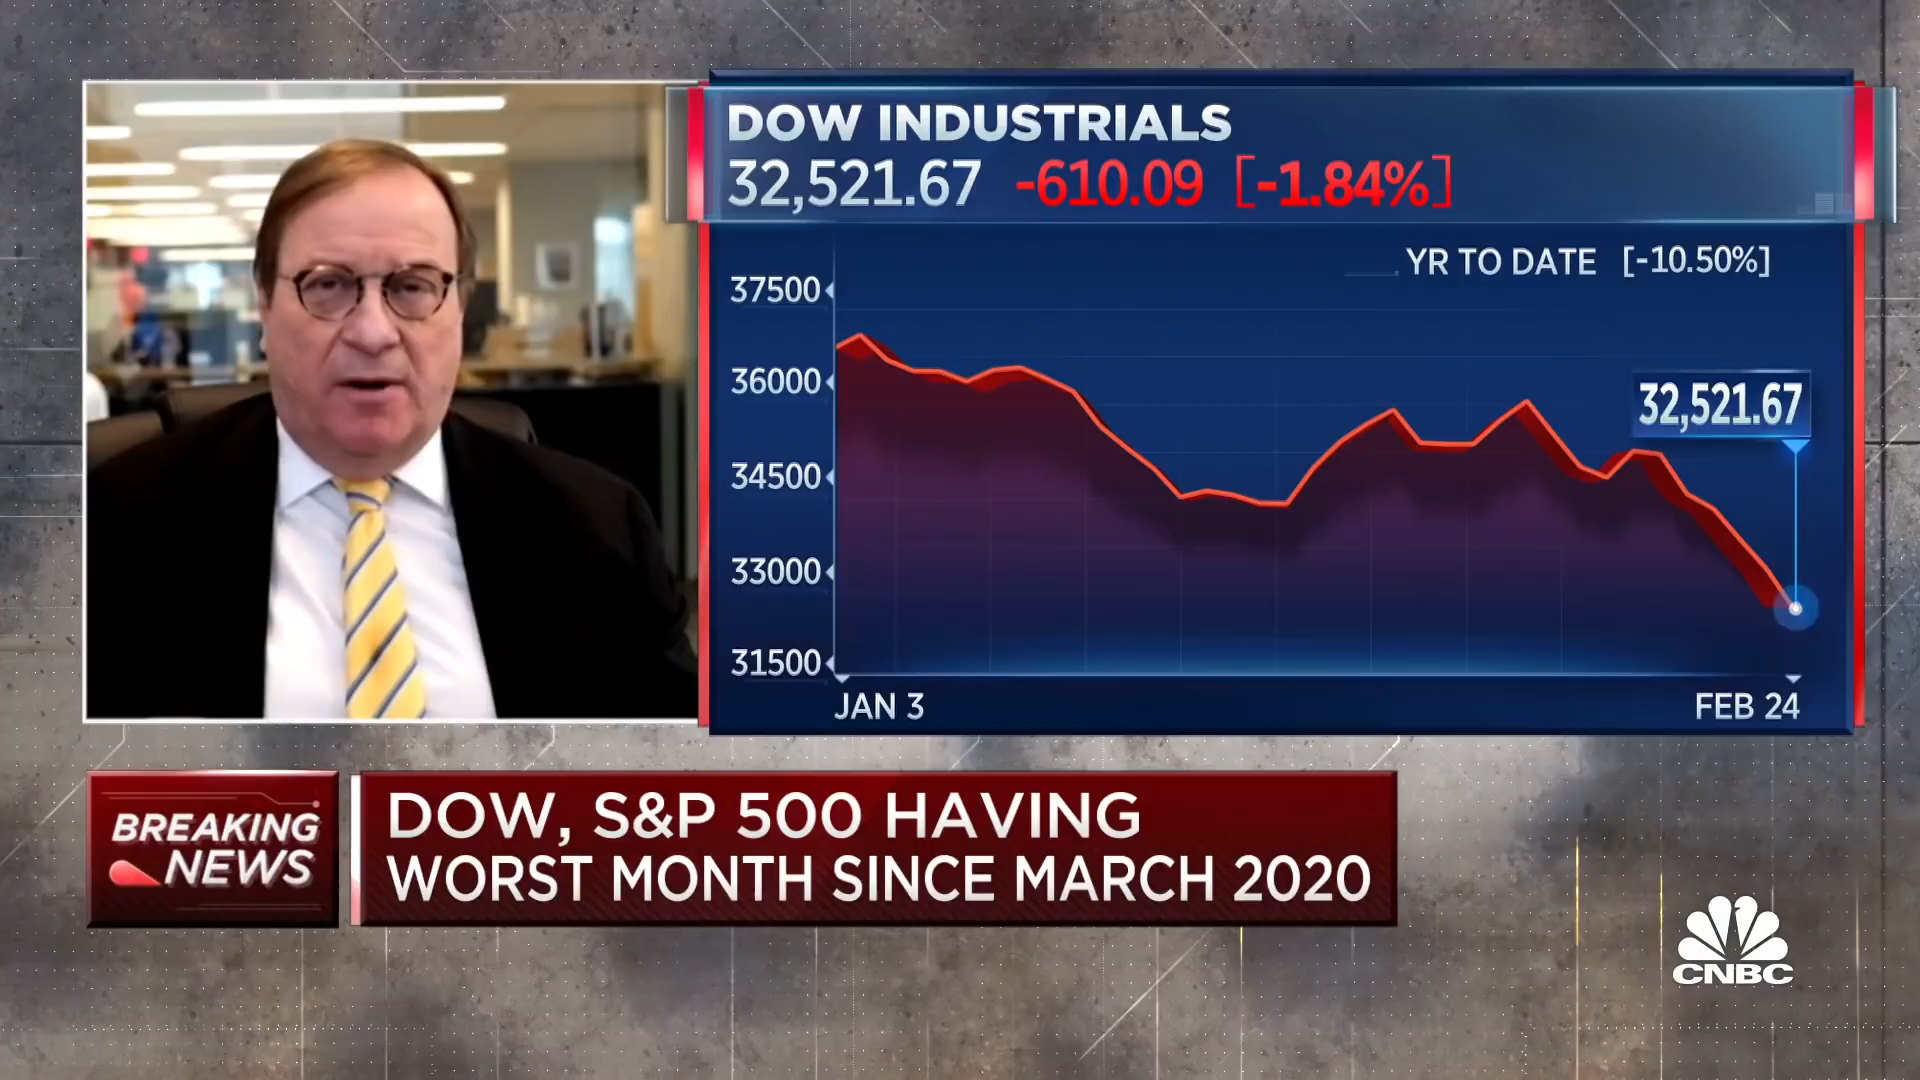 DOW INDUSTRIALS
32,521.67 -610.09 [-1.84%]
YR TO DATE [-10.50%]
37500
36000
34500
33000
31500
32,521.67
JAN 3
FEB 24
BREAKING
NEWS
DOW, S&P 500 HAVING
WORST MONTH SINCE MARCH 2020
CNBC